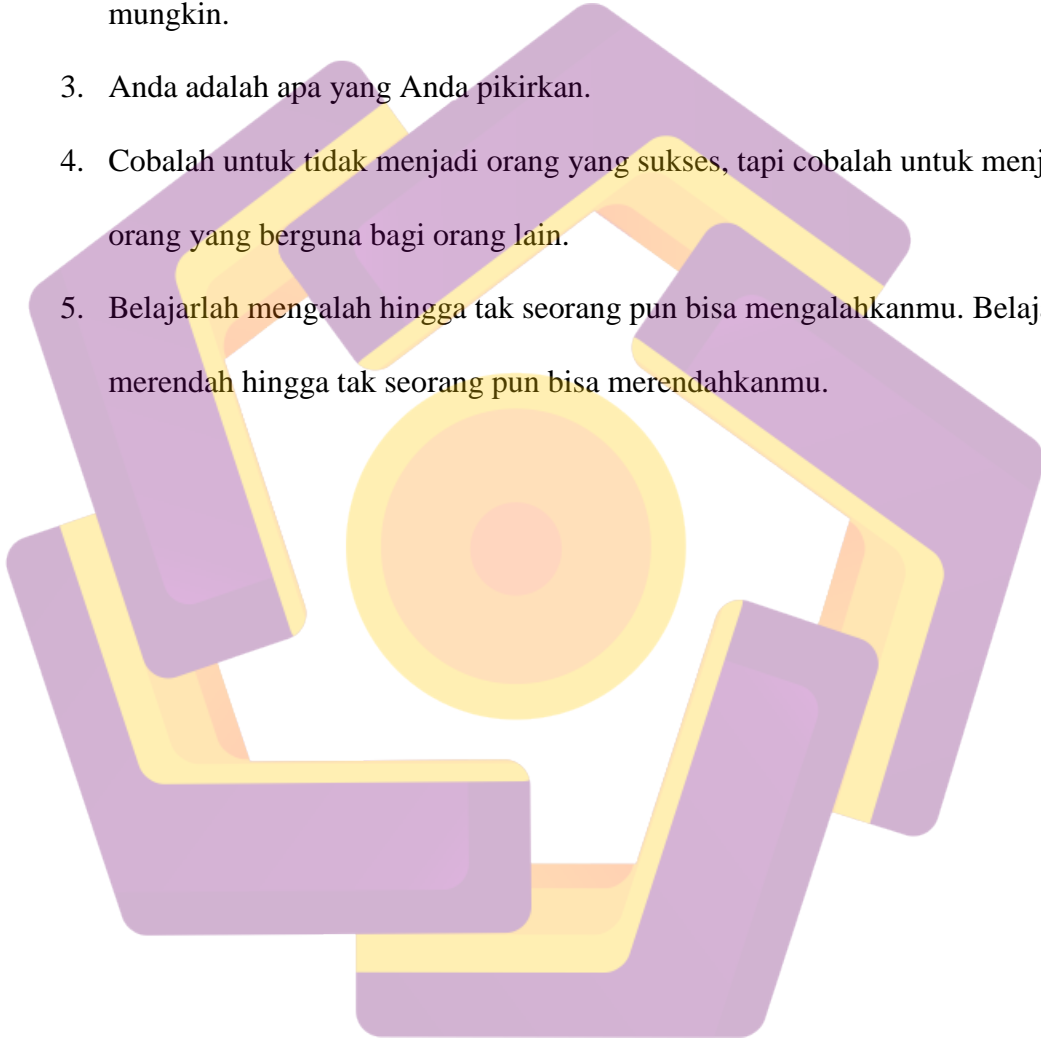 mungkin.
3. Anda adalah apa yang Anda pikirkan.
4. Cobalah untuk tidak menjadi orang yang sukses, tapi cobalah untuk
orang yang berguna bagi orang lain.
5. Belajarlah mengalah hingga tak seorang pun bisa mengalahkanmu.
merendah hingga tak seorang pun bisa merendahkanmu.